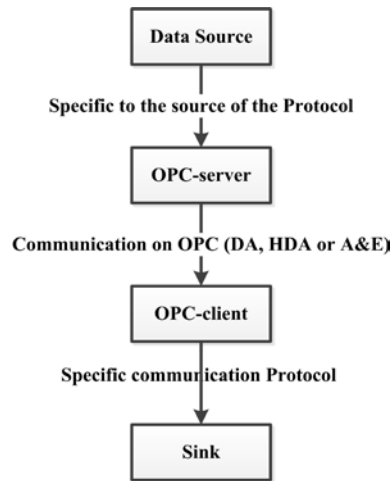 Data Source
Specific to the source of the Protocol
OPC-server
Communication on OPC (DA, HDA or A&E)
OPC-client
Specific communication Protocol
Sink